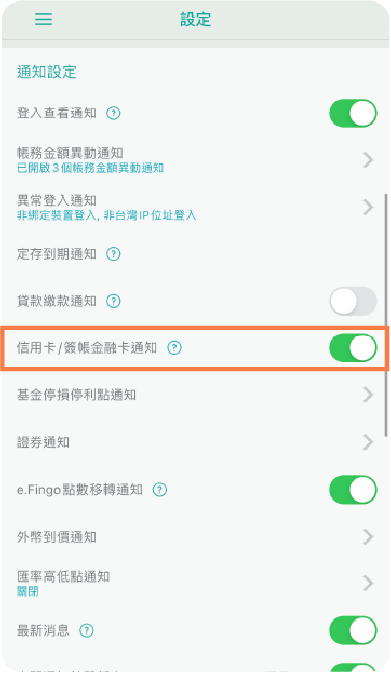 設定
通知設定
登入查看通知 ?
帳務金額異動通知
已開啟3個帳務金額異動通知
異常登入通知
非綁定裝置登入, 非台灣IP位址登入
定存到期通知 ?
貸款繳款通知 ?
信用卡/簽帳金融卡通知 ?
基金停損停利點通知
證券通知
e.Fingo點數移轉通知 ?
外幣到價通知
匯率高低點通知
關閉
最新消息 ?